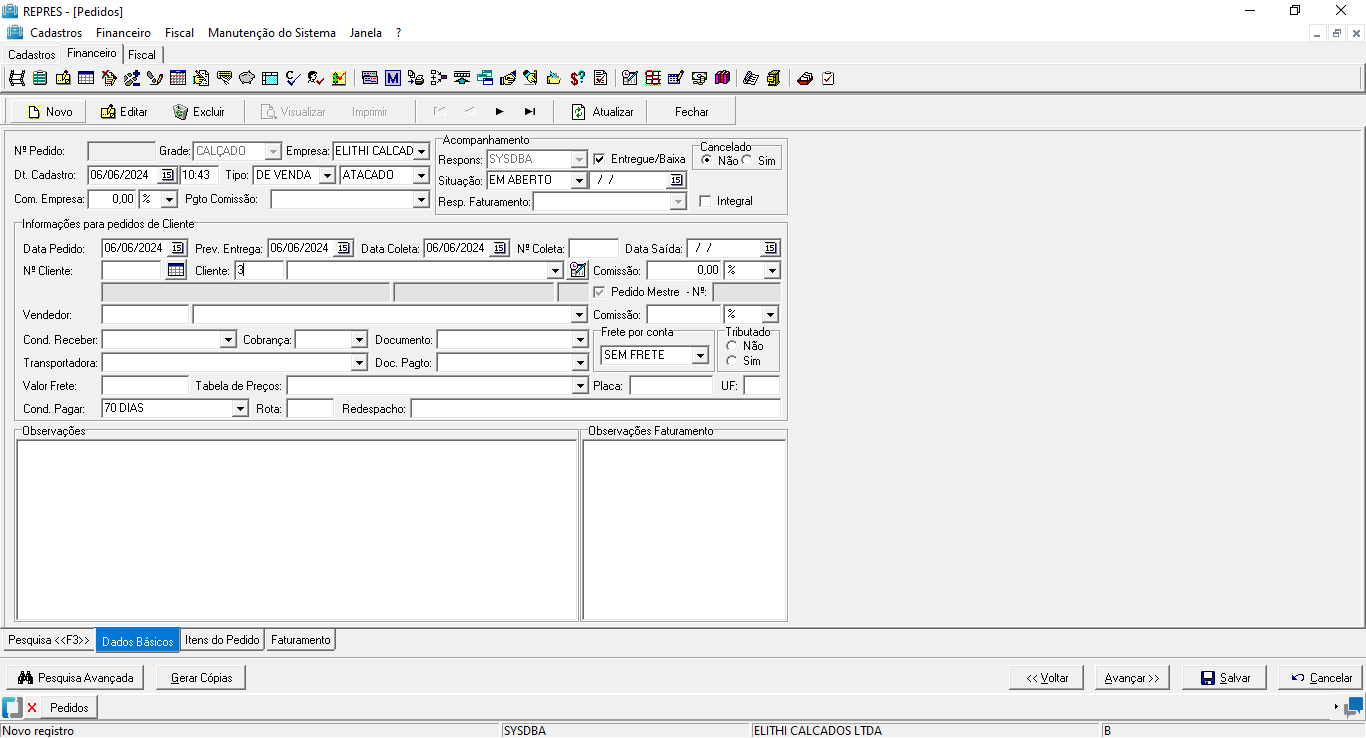 REPRES - [Pedidos]
Cadastros Financeiro Fiscal Manutenção do Sistema Janela ?
Cadastros Financeiro Fiscal
Novo Editar Excluir Visualizar Imprimir Atualizar Fechar
Nº Pedido: Grade: CALÇADO Empresa: ELITHI CALCAD
Dt. Cadastro: 06/06/2024 15 10:43 Tipo: DE VENDA ATACADO
Com. Empresa: 0,00 % Pgto Comissão:
Acompanhamento
Respons: SYSDBA Entregue/Baixa
Cancelado
Não Sim
Situação: EM ABERTO / / 15
Resp. Faturamento: Integral
Informações para pedidos de Cliente
Data Pedido: 06/06/2024 15 Prev. Entrega: 06/06/2024 15 Data Coleta: 06/06/2024 15 Nº Coleta: Data Saída: / / 15
Nº Cliente: Cliente: 3 Comissão: 0,00 %
Pedido Mestre - Nº:
Vendedor: Comissão: %
Cond. Receber: Cobrança: Documento:
Frete por conta
SEM FRETE
Tributado
Não
Sim
Transportadora: Doc. Pagto:
Valor Frete: Tabela de Preços: Placa: UF:
Cond. Pagar: 70 DIAS Rota: Redespacho:
Observações
Observações Faturamento
Pesquisa <<F3>> Dados Básicos Itens do Pedido Faturamento
Pesquisa Avançada Gerar Cópias << Voltar Avançar >> Salvar Cancelar
Pedidos
Novo registro SYSDBA ELITHI CALCADOS LTDA B